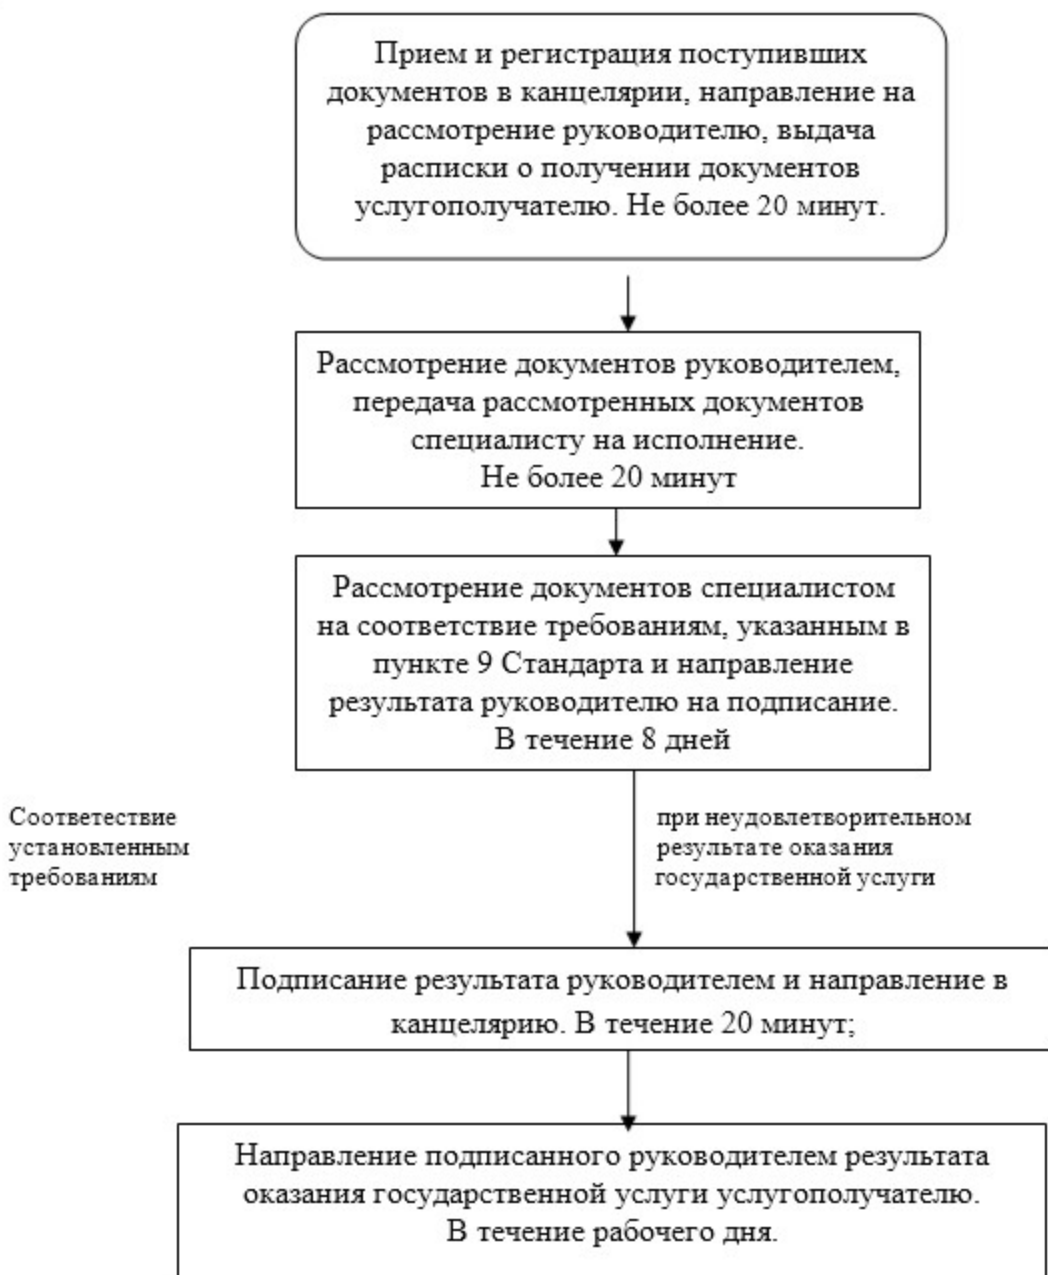 Прием и регистрация поступивших
документов в канцелярии, направление на
рассмотрение руководителю, выдача
расписки о получении документов
услугополучателю. Не более 20 минут.
Рассмотрение документов руководителем,
передача рассмотренных документов
специалисту на исполнение.
Не более 20 минут
Рассмотрение документов специалистом
на соответствие требованиям, указанным в
пункте 9 Стандарта и направление
результата руководителю на подписание.
В течение 8 дней
Соответествие
установленным
требованиям
при неудовлетворительном
результате оказания
государственной услуги
Подписание результата руководителем и направление в
канцелярию. В течение 20 минут;
Направление подписанного руководителем результата
оказания государственной услуги услугополучателю.
В течение рабочего дня.